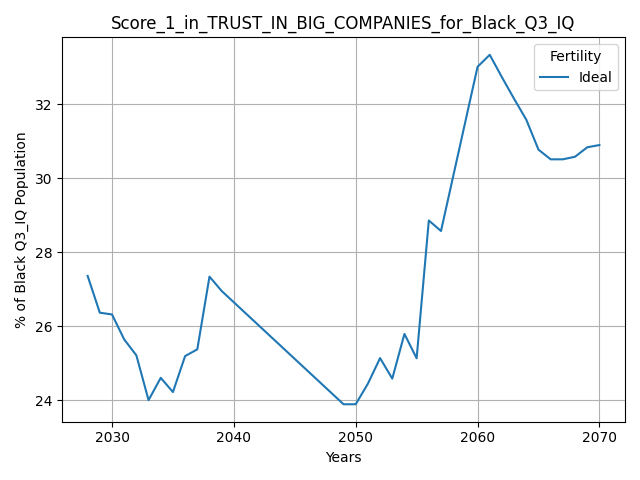 Score_1_in_TRUST_IN_BIG_COMPANIES_for_Black_Q3_IQ
Fertility
Ideal
% of Black Q3_IQ Population
32
30
28
26
24
2030 2040 2050 2060 2070
Years